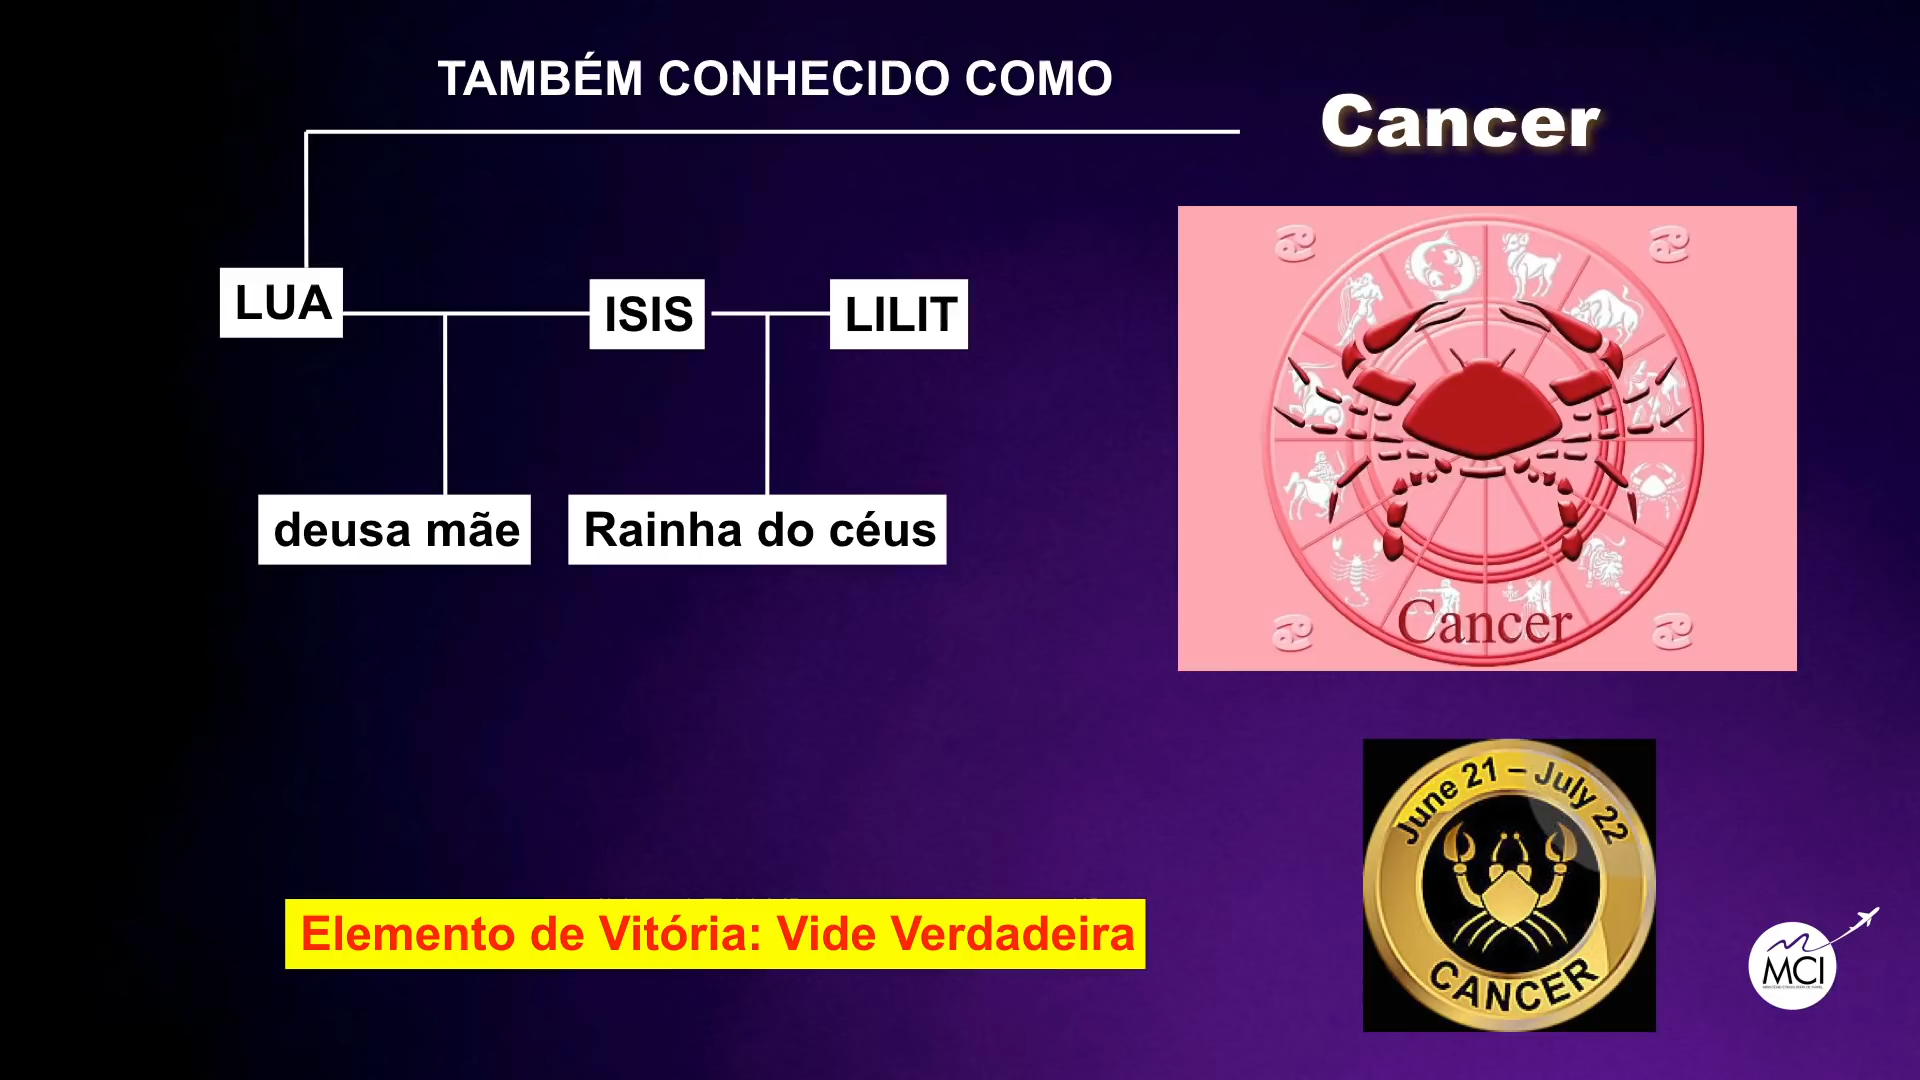 TAMBÉM CONHECIDO COMO
Cancer
LUA
ISIS
LILIT
deusa mãe
Rainha do céus
Cancer
June 21 – July 22
CANCER
Elemento de Vitória: Vide Verdadeira
MCI